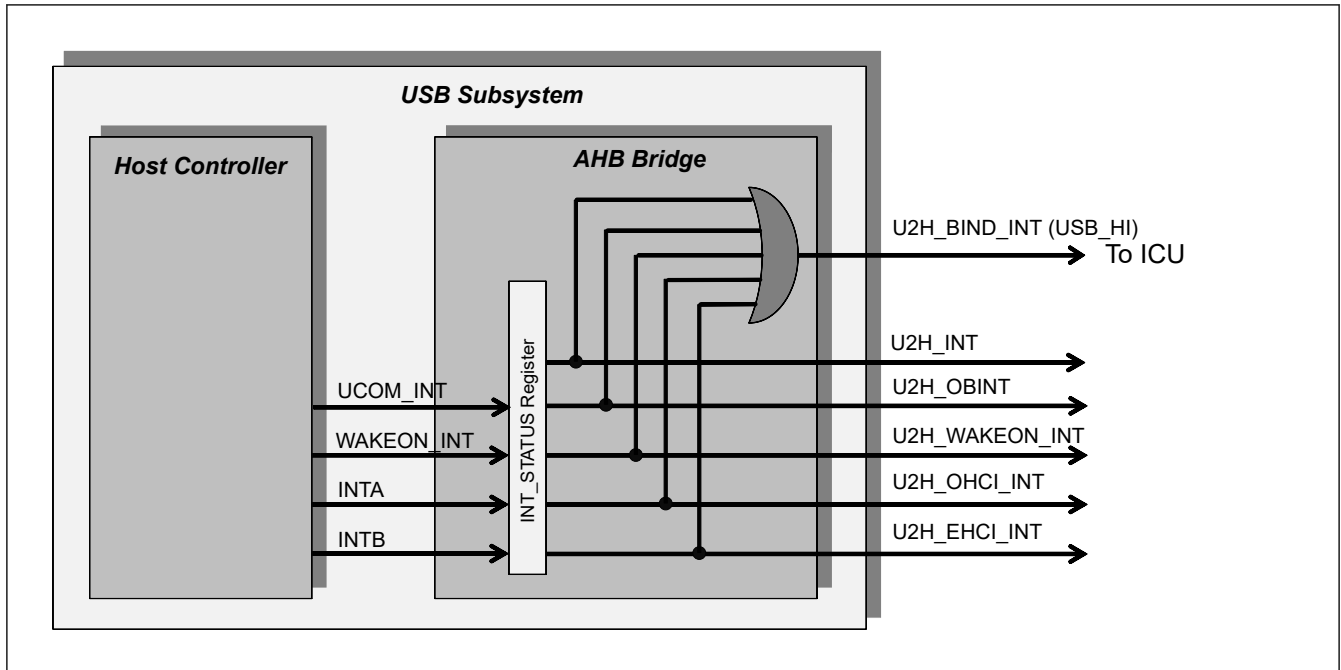 USB Subsystem
Host Controller
AHB Bridge
U2H_BIND_INT (USB_HI)
To ICU
INT_STATUS Register
U2H_INT
UCOM_INT
U2H_OBINT
WAKEON_INT
U2H_WAKEON_INT
INTA
U2H_OHCI_INT
INTB
U2H_EHCI_INT